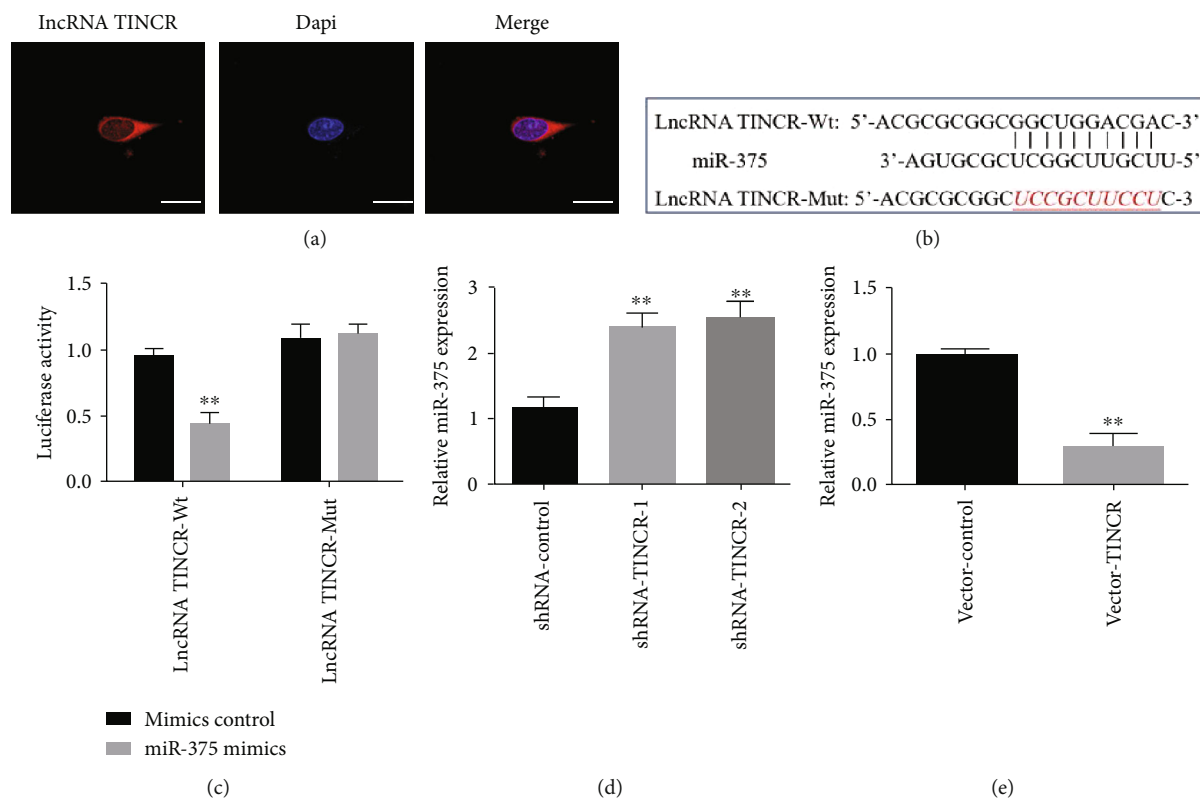 lncRNA TINCR
Dapi
Merge
(a)
LncRNA TINCR-Wt: 5’-ACGCGCGGCGGCUGGACGAC-3’
miR-375 3’-AGUGCGCUCGGCUUGCUU-5’
LncRNA TINCR-Mut: 5’-ACGCGCGGCUCCGCUUCCUC-3
(b)
Luciferase activity
1.5
1.0
0.5
0.0
**
LncRNA TINCR-Wt
LncRNA TINCR-Mut
Mimics control
miR-375 mimics
(c)
Relative miR-375 expression
3
2
1
0
**
**
shRNA-control
shRNA-TINCR-1
shRNA-TINCR-2
(d)
Relative miR-375 expression
1.5
1.0
0.5
0.0
**
Vector-control
Vector-TINCR
(e)